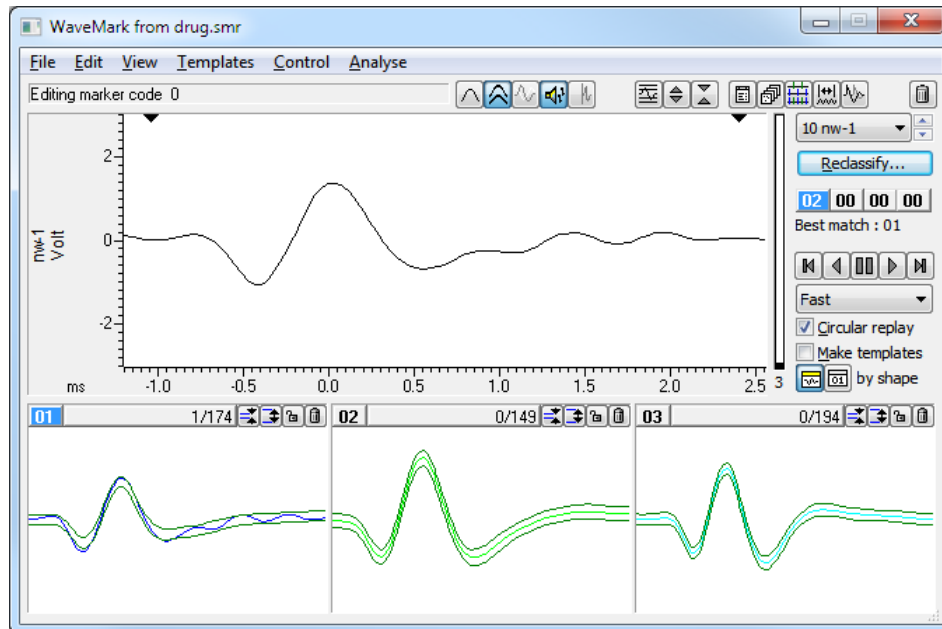 WaveMark from drug.smr
File Edit View Templates Control Analyse
Editing marker code 0
10 nw-1
Reclassify...
02 00 00 00
Best match : 01
Fast
Circular replay
Make templates
01 by shape
nw-1
Volt
2
0
-2
ms -1.0 -0.5 0.0 0.5 1.0 1.5 2.0 2.5 3
01 1/174 02 0/149 03 0/194